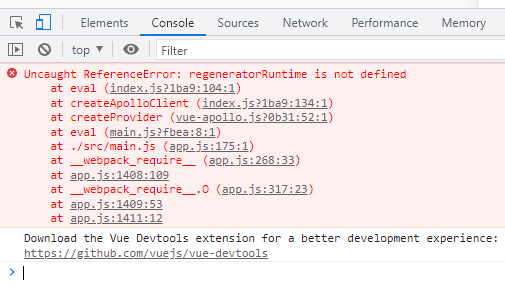 Elements Console Sources Network Performance Memory
top Filter
Uncaught ReferenceError: regeneratorRuntime is not defined
at eval (index.js?1ba9:104:1)
at createApolloClient (index.js?1ba9:134:1)
at createProvider (vue-apollo.js?0b31:52:1)
at eval (main.js?fbea:8:1)
at ./src/main.js (app.js:175:1)
at __webpack_require__ (app.js:268:33)
at app.js:1408:109
at __webpack_require__.O (app.js:317:23)
at app.js:1409:53
at app.js:1411:12
Download the Vue Devtools extension for a better development experience:
https://github.com/vuejs/vue-devtools